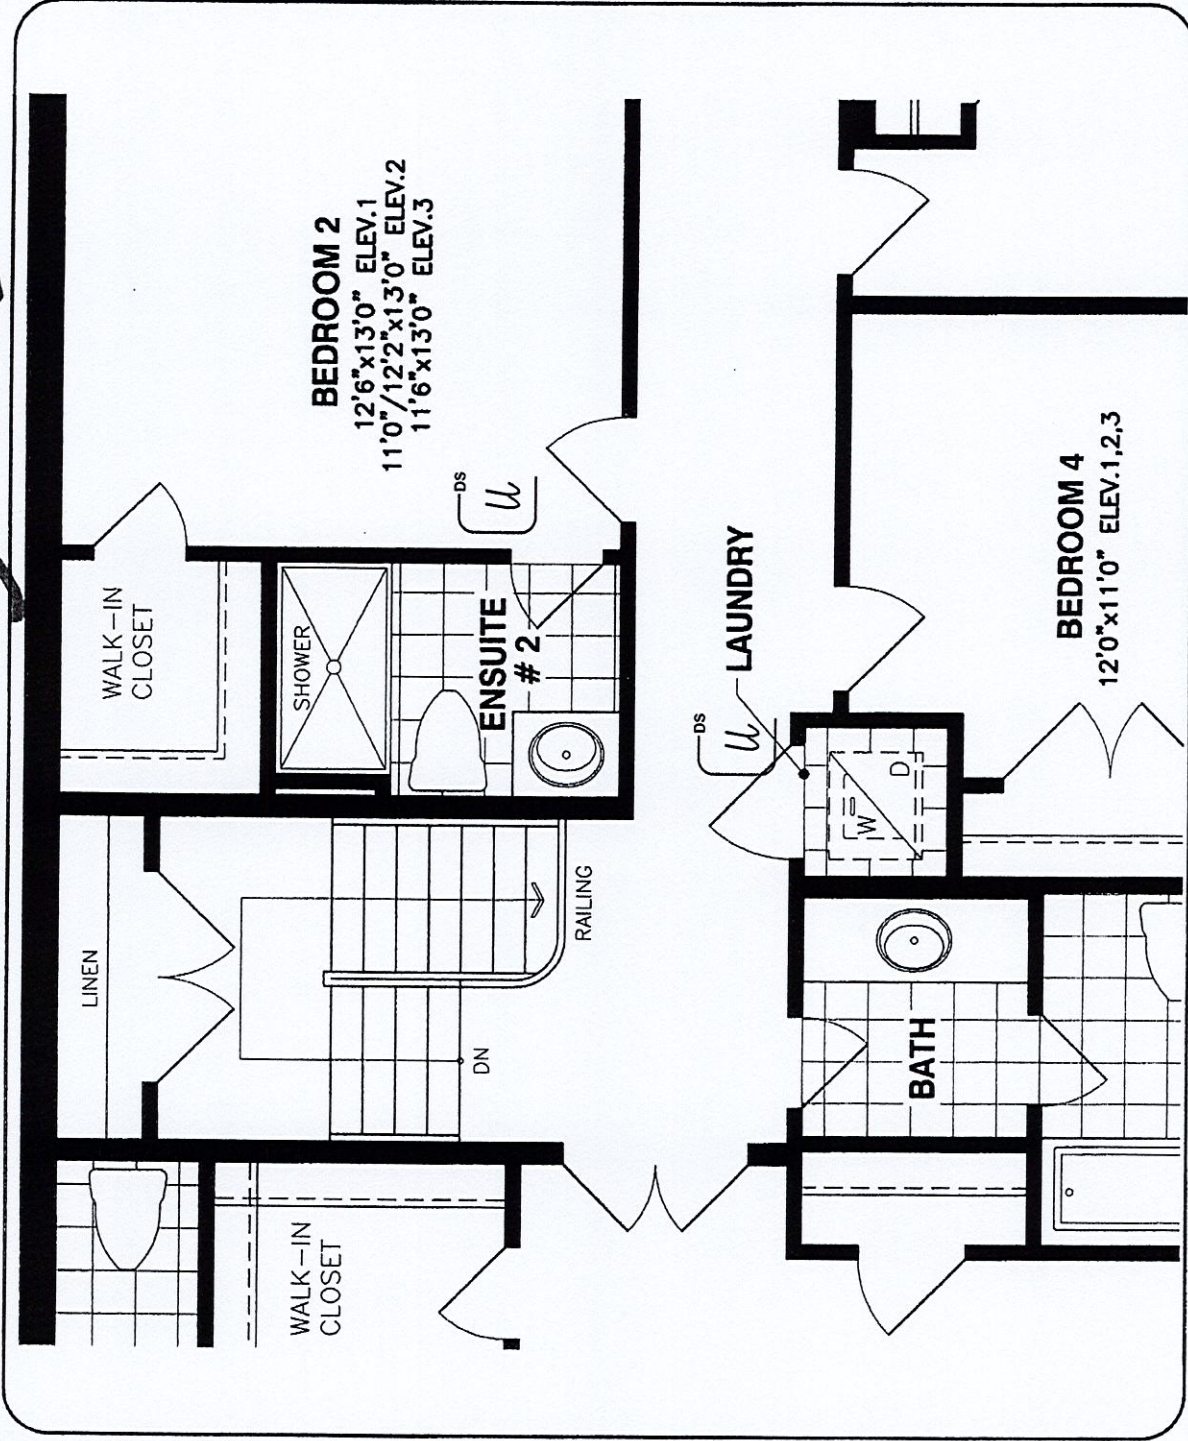 LINEN
WALK-IN
CLOSET
WALK-IN
CLOSET
SHOWER
BEDROOM 2
12'6"x13'0" ELEV.1
11'0"/12'2"x13'0" ELEV.2
11'6"x13'0" ELEV.3
DN
RAILING
ENSUITE
# 2
DS
DS
LAUNDRY
W
D
BATH
BEDROOM 4
12'0"x11'0" ELEV.1,2,3